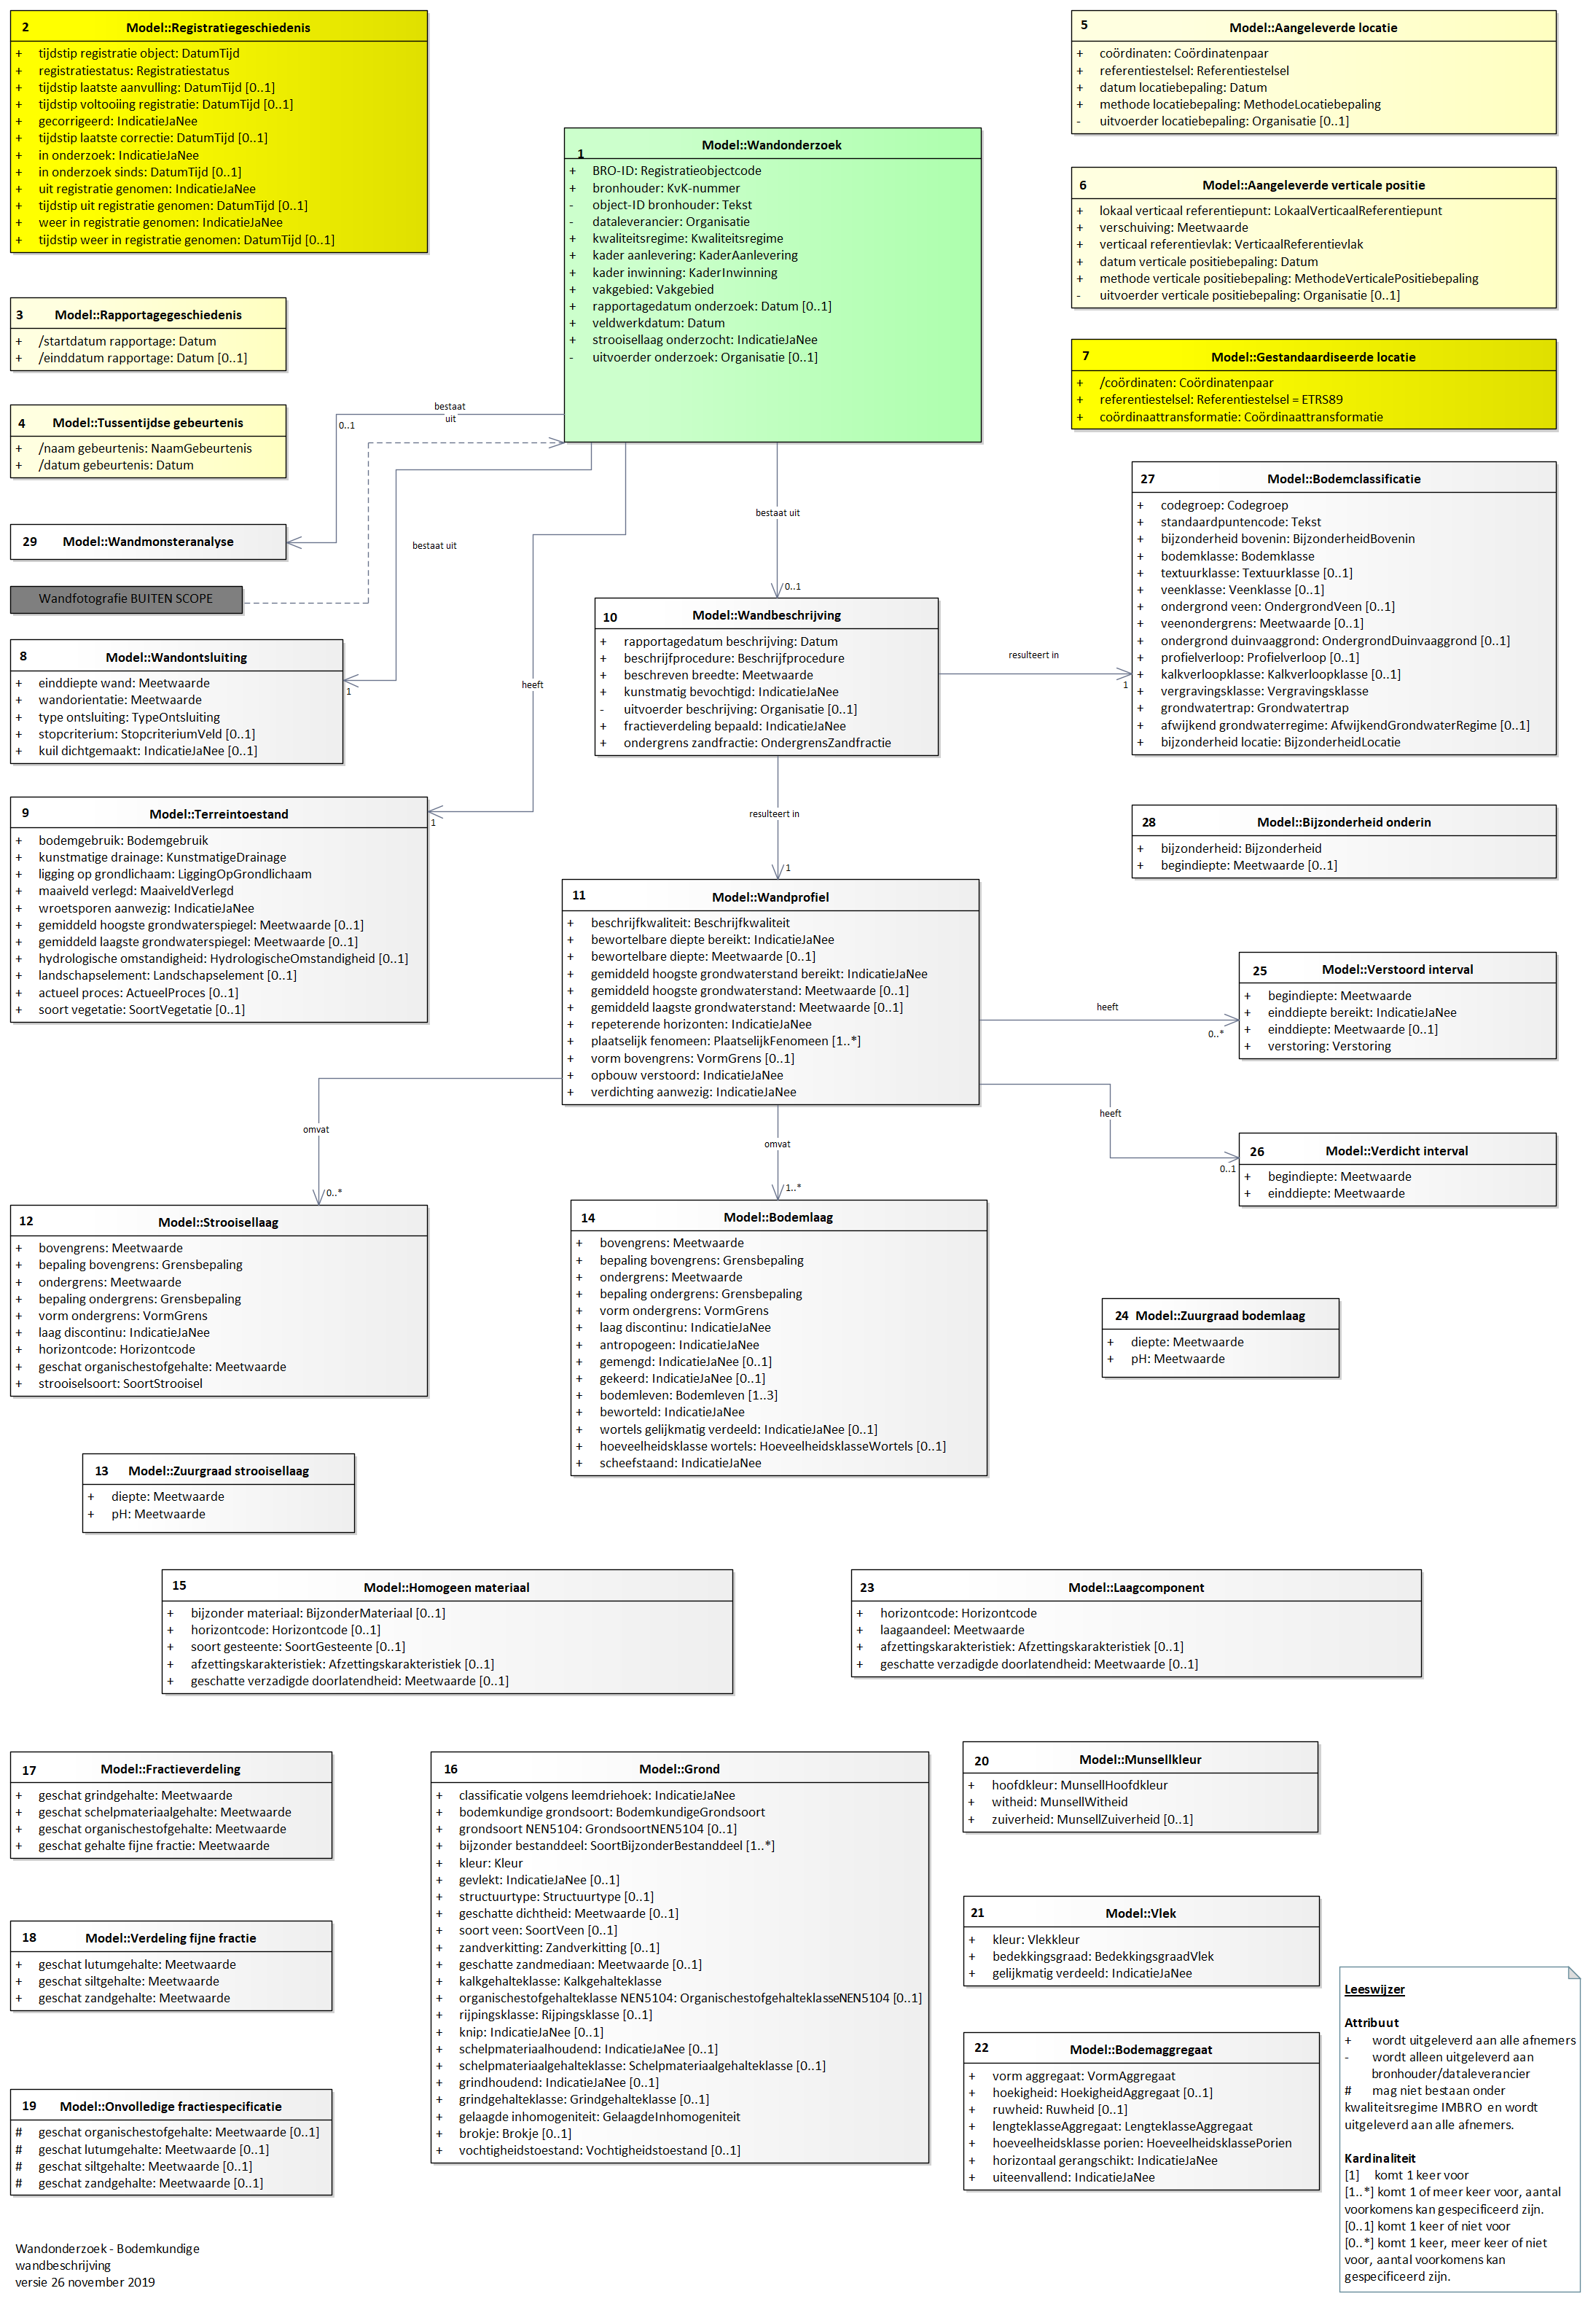 2 Model::Registratiegeschiedenis
+ tijdstip registratie object: DatumTijd
+ registratiestatus: Registratiestatus
+ tijdstip laatste aanvulling: DatumTijd [0..1]
+ tijdstip voltooiing registratie: DatumTijd [0..1]
+ gecorrigeerd: IndicatieJaNee
+ tijdstip laatste correctie: DatumTijd [0..1]
+ in onderzoek: IndicatieJaNee
+ in onderzoek sinds: DatumTijd [0..1]
+ uit registratie genomen: IndicatieJaNee
+ tijdstip uit registratie genomen: DatumTijd [0..1]
+ weer in registratie genomen: IndicatieJaNee
+ tijdstip weer in registratie genomen: DatumTijd [0..1]
3 Model::Rapportagegeschiedenis
+ /startdatum rapportage: Datum
+ /einddatum rapportage: Datum [0..1]
4 Model::Tussentijdse gebeurtenis
+ /naam gebeurtenis: NaamGebeurtenis
+ /datum gebeurtenis: Datum
1 Model::Wandonderzoek
+ BRO-ID: Registratieobjectcode
+ bronhouder: KvK-nummer
- object-ID bronhouder: Tekst
- dataleverancier: Organisatie
+ kwaliteitsregime: Kwaliteitsregime
+ kader aanlevering: KaderAanlevering
+ kader inwinning: KaderInwinning
+ vakgebied: Vakgebied
+ rapportagedatum onderzoek: Datum [0..1]
+ veldwerkdatum: Datum
+ strooisellaag onderzocht: IndicatieJaNee
- uitvoerder onderzoek: Organisatie [0..1]
5 Model::Aangeleverde locatie
+ coördinaten: Coördinatenpaar
+ referentiestelsel: Referentiestelsel
+ datum locatiebepaling: Datum
+ methode locatiebepaling: MethodeLocatiebepaling
- uitvoerder locatiebepaling: Organisatie [0..1]
6 Model::Aangeleverde verticale positie
+ lokaal verticaal referentiepunt: LokaalVerticaalReferentiepunt
+ verschuiving: Meetwaarde
+ verticaal referentievlak: VerticaalReferentievlak
+ datum verticale positiebepaling: Datum
+ methode verticale positiebepaling: MethodeVerticalePositiebepaling
- uitvoerder verticale positiebepaling: Organisatie [0..1]
7 Model::Gestandaardiseerde locatie
+ /coördinaten: Coördinatenpaar
+ referentiestelsel: Referentiestelsel = ETRS89
+ coördinaattransformatie: Coördinaattransformatie
bestaat
uit
0..1
29 Model::Wandmonsteranalyse
Wandfotografie BUITEN SCOPE
bestaat uit
1
bestaat uit
0..1
heeft
1
8 Model::Wandontsluiting
+ einddiepte wand: Meetwaarde
+ wandorientatie: Meetwaarde
+ type ontsluiting: TypeOntsluiting
+ stopcriterium: StopcriteriumVeld [0..1]
+ kuil dichtgemaakt: IndicatieJaNee [0..1]
9 Model::Terreintoestand
+ bodemgebruik: Bodemgebruik
+ kunstmatige drainage: KunstmatigeDrainage
+ ligging op grondlichaam: LiggingOpGrondlichaam
+ maaiveld verlegd: MaaiveldVerlegd
+ wroetsporen aanwezig: IndicatieJaNee
+ gemiddeld hoogste grondwaterspiegel: Meetwaarde [0..1]
+ gemiddeld laagste grondwaterspiegel: Meetwaarde [0..1]
+ hydrologische omstandigheid: HydrologischeOmstandigheid [0..1]
+ landschapselement: Landschapselement [0..1]
+ actueel proces: ActueelProces [0..1]
+ soort vegetatie: SoortVegetatie [0..1]
10 Model::Wandbeschrijving
+ rapportagedatum beschrijving: Datum
+ beschrijfprocedure: Beschrijfprocedure
+ beschreven breedte: Meetwaarde
+ kunstmatig bevochtigd: IndicatieJaNee
- uitvoerder beschrijving: Organisatie [0..1]
+ fractieverdeling bepaald: IndicatieJaNee
+ ondergrens zandfractie: OndergrensZandfractie
resulteert in
1
resulteert in
1
27 Model::Bodemclassificatie
+ codegroep: Codegroep
+ standaardpuntencode: Tekst
+ bijzonderheid bovenin: BijzonderheidBovenin
+ bodemklasse: Bodemklasse
+ textuurklasse: Textuurklasse [0..1]
+ veenklasse: Veenklasse [0..1]
+ ondergrond veen: OndergrondVeen [0..1]
+ veenondergrens: Meetwaarde [0..1]
+ ondergrond duinvaaggrond: OndergrondDuinvaaggrond [0..1]
+ profielverloop: Profielverloop [0..1]
+ kalkverloopklasse: Kalkverloopklasse [0..1]
+ vergravingsklasse: Vergravingsklasse
+ grondwatertrap: Grondwatertrap
+ afwijkend grondwaterregime: AfwijkendGrondwaterRegime [0..1]
+ bijzonderheid locatie: BijzonderheidLocatie
28 Model::Bijzonderheid onderin
+ bijzonderheid: Bijzonderheid
+ begindiepte: Meetwaarde [0..1]
11 Model::Wandprofiel
+ beschrijfkwaliteit: Beschrijfkwaliteit
+ bewortelbare diepte bereikt: IndicatieJaNee
+ bewortelbare diepte: Meetwaarde [0..1]
+ gemiddeld hoogste grondwaterstand bereikt: IndicatieJaNee
+ gemiddeld hoogste grondwaterstand: Meetwaarde [0..1]
+ gemiddeld laagste grondwaterstand: Meetwaarde [0..1]
+ repeterende horizonten: IndicatieJaNee
+ plaatselijk fenomeen: PlaatselijkFenomeen [1..*]
+ vorm bovengrens: VormGrens [0..1]
+ opbouw verstoord: IndicatieJaNee
+ verdichting aanwezig: IndicatieJaNee
heeft
0..*
25 Model::Verstoord interval
+ begindiepte: Meetwaarde
+ einddiepte bereikt: IndicatieJaNee
+ einddiepte: Meetwaarde [0..1]
+ verstoring: Verstoring
heeft
0..1
26 Model::Verdicht interval
+ begindiepte: Meetwaarde
+ einddiepte: Meetwaarde
omvat
0..*
omvat
1..*
12 Model::Strooisellaag
+ bovengrens: Meetwaarde
+ bepaling bovengrens: Grensbepaling
+ ondergrens: Meetwaarde
+ bepaling ondergrens: Grensbepaling
+ vorm ondergrens: VormGrens
+ laag discontinu: IndicatieJaNee
+ horizontcode: Horizontcode
+ geschat organischestofgehalte: Meetwaarde
+ strooiselsoort: SoortStrooisel
14 Model::Bodemlaag
+ bovengrens: Meetwaarde
+ bepaling bovengrens: Grensbepaling
+ ondergrens: Meetwaarde
+ bepaling ondergrens: Grensbepaling
+ vorm ondergrens: VormGrens
+ laag discontinu: IndicatieJaNee
+ antropogeen: IndicatieJaNee
+ gemengd: IndicatieJaNee [0..1]
+ gekeerd: IndicatieJaNee [0..1]
+ bodemleven: Bodemleven [1..3]
+ beworteld: IndicatieJaNee
+ wortels gelijkmatig verdeeld: IndicatieJaNee [0..1]
+ hoeveelheidsklasse wortels: HoeveelheidsklasseWortels [0..1]
+ scheefstaand: IndicatieJaNee
24 Model::Zuurgraad bodemlaag
+ diepte: Meetwaarde
+ pH: Meetwaarde
13 Model::Zuurgraad strooisellaag
+ diepte: Meetwaarde
+ pH: Meetwaarde
15 Model::Homogeen materiaal
+ bijzonder materiaal: BijzonderMateriaal [0..1]
+ horizontcode: Horizontcode [0..1]
+ soort gesteente: SoortGesteente [0..1]
+ afzettingskarakteristiek: Afzettingskarakteristiek [0..1]
+ geschatte verzadigde doorlatendheid: Meetwaarde [0..1]
23 Model::Laagcomponent
+ horizontcode: Horizontcode
+ laagaandeel: Meetwaarde
+ afzettingskarakteristiek: Afzettingskarakteristiek [0..1]
+ geschatte verzadigde doorlatendheid: Meetwaarde [0..1]
17 Model::Fractieverdeling
+ geschat grindgehalte: Meetwaarde
+ geschat schelpmateriaalgehalte: Meetwaarde
+ geschat organischestofgehalte: Meetwaarde
+ geschat gehalte fijne fractie: Meetwaarde
18 Model::Verdeling fijne fractie
+ geschat lutumgehalte: Meetwaarde
+ geschat siltgehalte: Meetwaarde
+ geschat zandgehalte: Meetwaarde
19 Model::Onvolledige fractiespecificatie
# geschat organischestofgehalte: Meetwaarde [0..1]
# geschat lutumgehalte: Meetwaarde [0..1]
# geschat siltgehalte: Meetwaarde [0..1]
# geschat zandgehalte: Meetwaarde [0..1]
16 Model::Grond
+ classificatie volgens leemdriehoek: IndicatieJaNee
+ bodemkundige grondsoort: BodemkundigeGrondsoort
+ grondsoort NEN5104: GrondsoortNEN5104 [0..1]
+ bijzonder bestanddeel: SoortBijzonderBestanddeel [1..*]
+ kleur: Kleur
+ gevlekt: IndicatieJaNee [0..1]
+ structuurtype: Structuurtype [0..1]
+ geschatte dichtheid: Meetwaarde [0..1]
+ soort veen: SoortVeen [0..1]
+ zandverkitting: Zandverkitting [0..1]
+ geschatte zandmediaan: Meetwaarde [0..1]
+ kalkgehalteklasse: Kalkgehalteklasse
+ organischestofgehalteklasse NEN5104: OrganischestofgehalteklasseNEN5104 [0..1]
+ rijpingsklasse: Rijpingsklasse [0..1]
+ knip: IndicatieJaNee [0..1]
+ schelpmateriaalhoudend: IndicatieJaNee [0..1]
+ schelpmateriaalgehalteklasse: Schelpmateriaalgehalteklasse [0..1]
+ grindhoudend: IndicatieJaNee [0..1]
+ grindgehalteklasse: Grindgehalteklasse [0..1]
+ gelaagde inhomogeniteit: GelaagdeInhomogeniteit
+ brokje: Brokje [0..1]
+ vochtigheidstoestand: Vochtigheidstoestand [0..1]
20 Model::Munsellkleur
+ hoofdkleur: MunsellHoofdkleur
+ witheid: MunsellWitheid
+ zuiverheid: MunsellZuiverheid [0..1]
21 Model::Vlek
+ kleur: Vlekkleur
+ bedekkingsgraad: BedekkingsgraadVlek
+ gelijkmatig verdeeld: IndicatieJaNee
22 Model::Bodemaggregaat
+ vorm aggregaat: VormAggregaat
+ hoekigheid: HoekigheidAggregaat [0..1]
+ ruwheid: Ruwheid [0..1]
+ lengteklasseAggregaat: LengteklasseAggregaat
+ hoeveelheidsklasse porien: HoeveelheidsklassePorien
+ horizontaal gerangschikt: IndicatieJaNee
+ uiteenvallend: IndicatieJaNee
Leeswijzer
Attribuut
+ wordt uitgeleverd aan alle afnemers
- wordt alleen uitgeleverd aan
bronhouder/dataleverancier
# mag niet bestaan onder
kwaliteitsregime IMBRO en wordt
uitgeleverd aan alle afnemers.
Kardinaliteit
[1] komt 1 keer voor
[1..*] komt 1 of meer keer voor, aantal
voorkomens kan gespecificeerd zijn.
[0..1] komt 1 keer of niet voor
[0..*] komt 1 keer, meer keer of niet
voor, aantal voorkomens kan
gespecificeerd zijn.
Wandonderzoek - Bodemkundige
wandbeschrijving
versie 26 november 2019